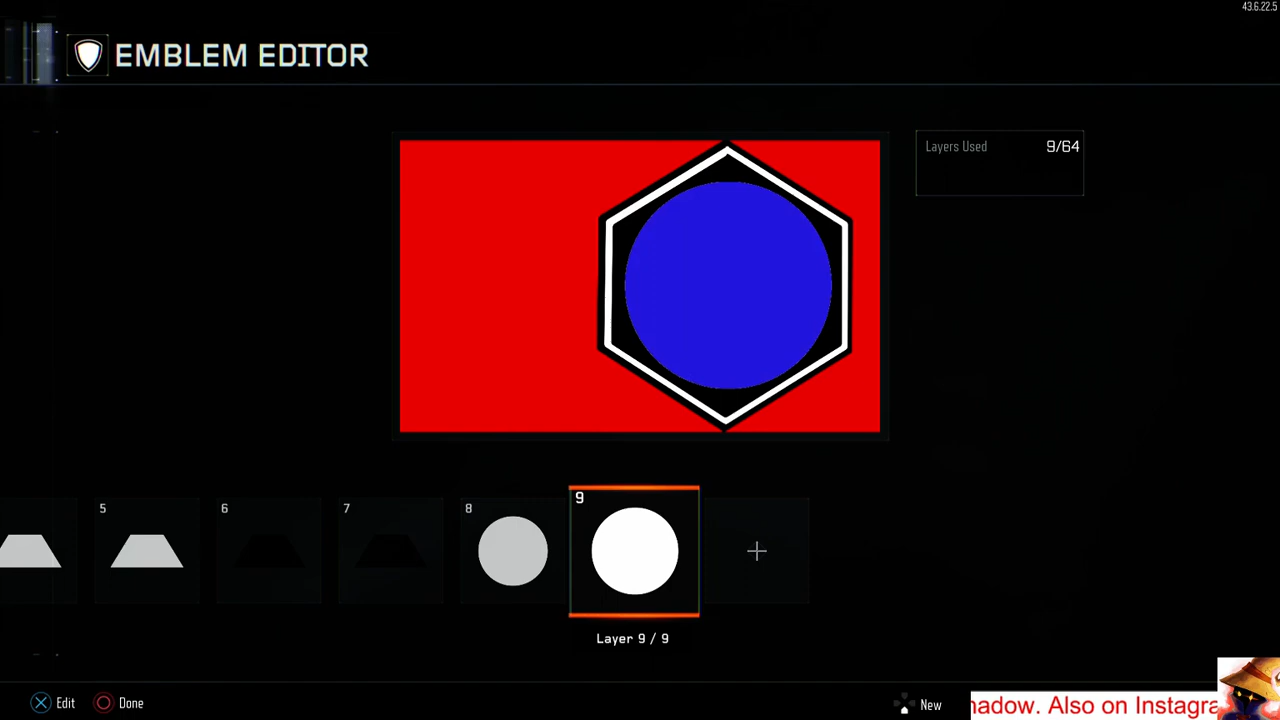 43.6.22.5
EMBLEM EDITOR
Layers Used 9/64
5 6 7 8 9
Layer 9 / 9
Edit Done New
hadow. Also on Instagra